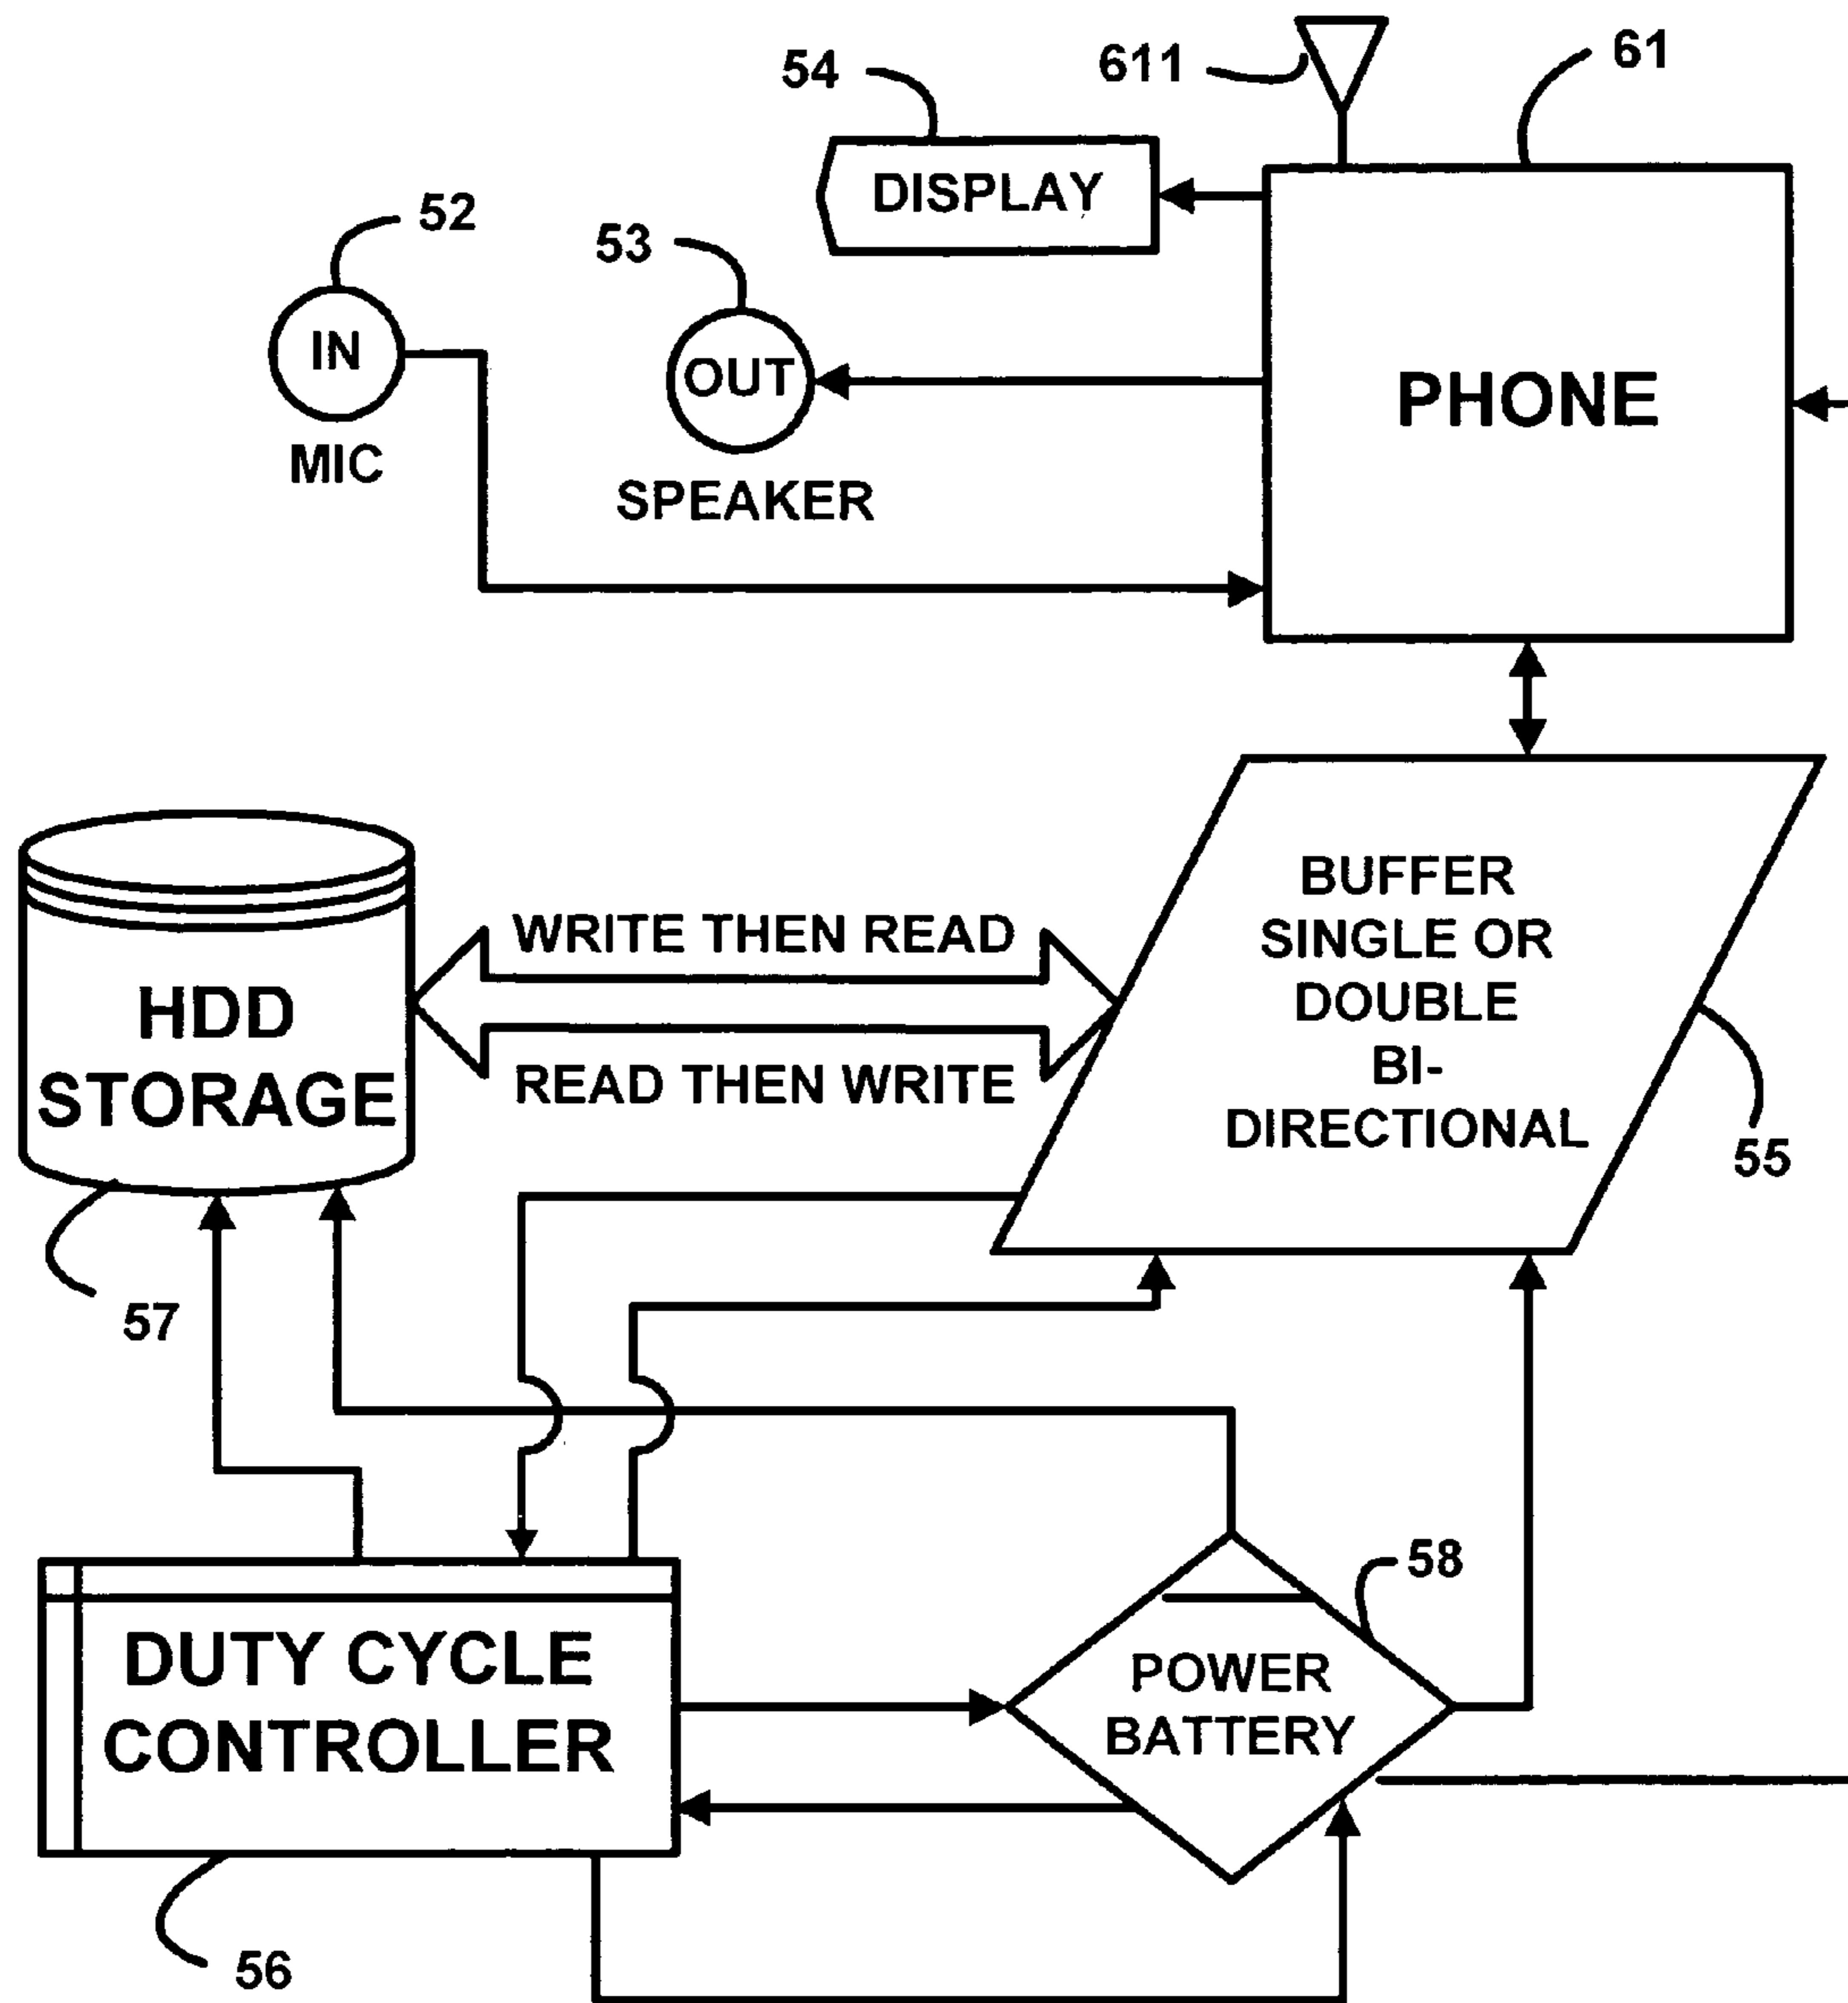 54
611
61
DISPLAY
52
53
IN
OUT
PHONE
MIC
SPEAKER
BUFFER
SINGLE OR
DOUBLE
BI-
DIRECTIONAL
WRITE THEN READ
HDD
STORAGE
READ THEN WRITE
55
57
58
DUTY CYCLE
CONTROLLER
POWER
BATTERY
56